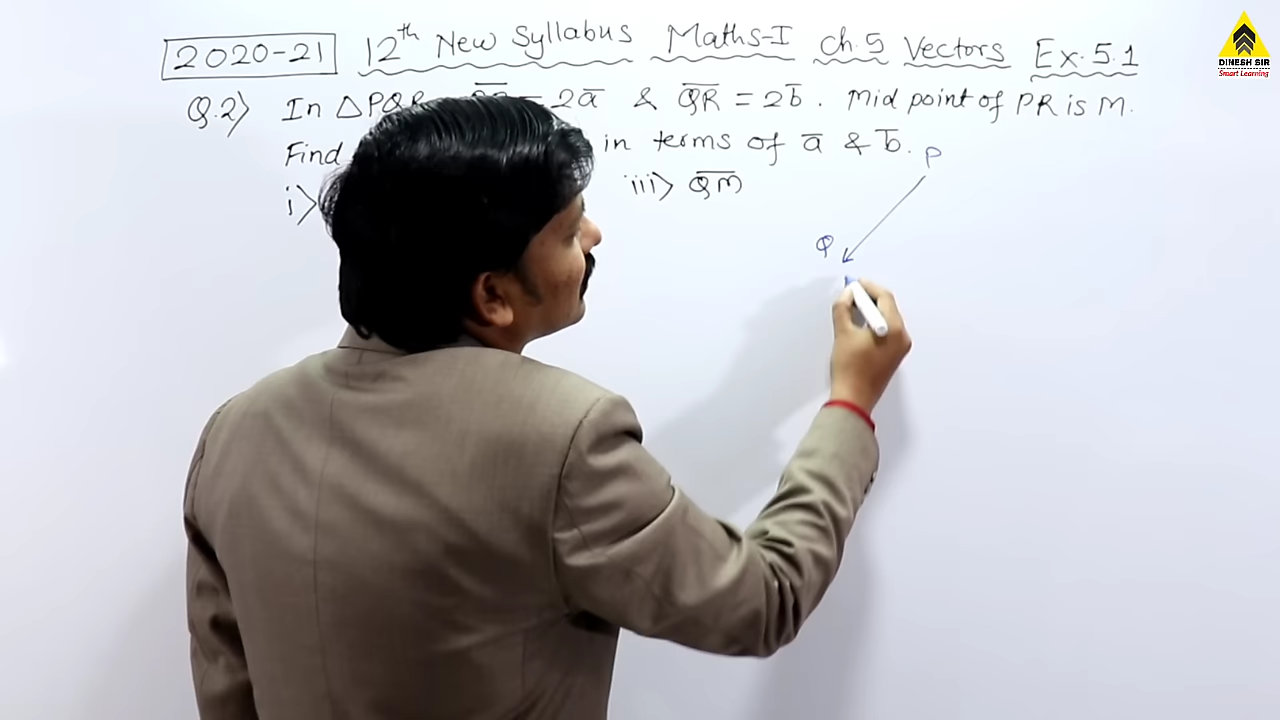 2020-21 12th New Syllabus Maths-I Ch.5 Vectors Ex.5.1
Q.2) In △PQR = 2a̅ & Q̅R̅ = 2b̅. Mid point of PR is M.
Find in terms of a̅ & b̅.
i) iii) Q̅M̅
P
Q
DINESH SIR
Smart Learning